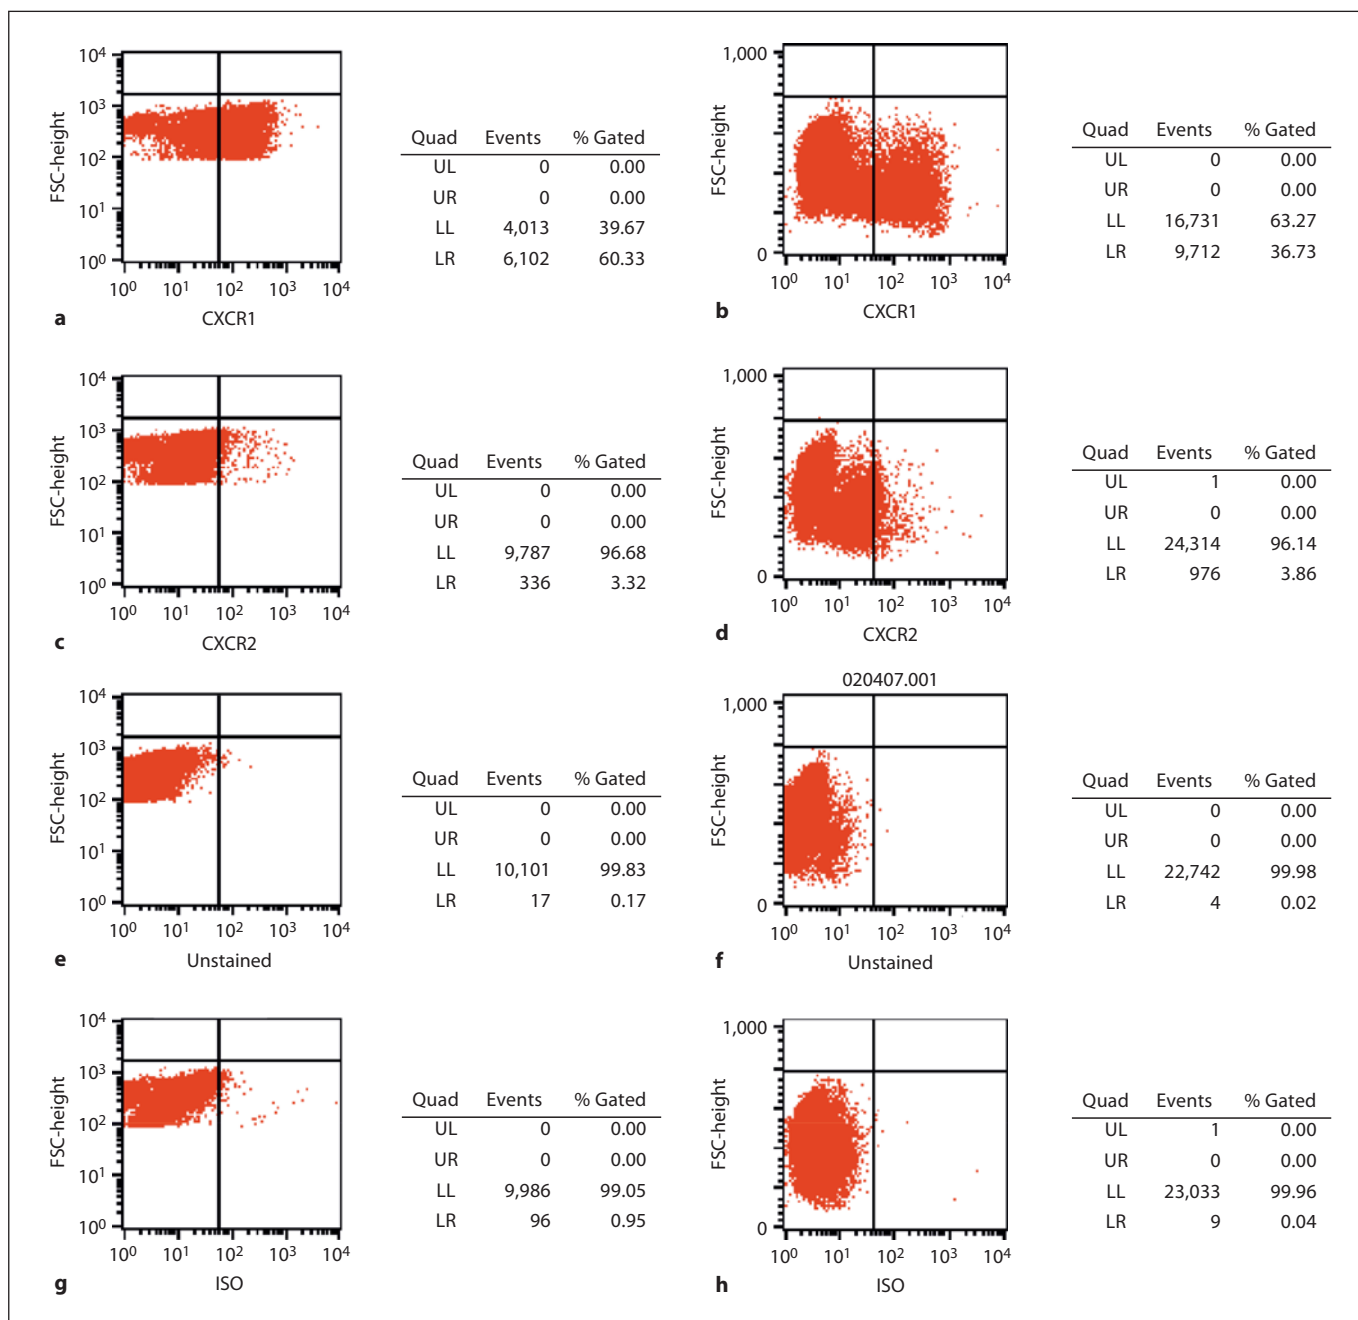 10⁴
10³
10²
10¹
10⁰
FSC-height
10⁰ 10¹ 10² 10³ 10⁴
a CXCR1
Quad Events % Gated
UL 0 0.00
UR 0 0.00
LL 4,013 39.67
LR 6,102 60.33
1,000
FSC-height
0
10⁰ 10¹ 10² 10³ 10⁴
b CXCR1
Quad Events % Gated
UL 0 0.00
UR 0 0.00
LL 16,731 63.27
LR 9,712 36.73
10⁴
10³
10²
10¹
10⁰
FSC-height
10⁰ 10¹ 10² 10³ 10⁴
c CXCR2
Quad Events % Gated
UL 0 0.00
UR 0 0.00
LL 9,787 96.68
LR 336 3.32
1,000
FSC-height
0
10⁰ 10¹ 10² 10³ 10⁴
d CXCR2
Quad Events % Gated
UL 1 0.00
UR 0 0.00
LL 24,314 96.14
LR 976 3.86
10⁴
10³
10²
10¹
10⁰
FSC-height
10⁰ 10¹ 10² 10³ 10⁴
e Unstained
Quad Events % Gated
UL 0 0.00
UR 0 0.00
LL 10,101 99.83
LR 17 0.17
020407.001
1,000
FSC-height
0
10⁰ 10¹ 10² 10³ 10⁴
f Unstained
Quad Events % Gated
UL 0 0.00
UR 0 0.00
LL 22,742 99.98
LR 4 0.02
10⁴
10³
10²
10¹
10⁰
FSC-height
10⁰ 10¹ 10² 10³ 10⁴
g ISO
Quad Events % Gated
UL 0 0.00
UR 0 0.00
LL 9,986 99.05
LR 96 0.95
1,000
FSC-height
0
10⁰ 10¹ 10² 10³ 10⁴
h ISO
Quad Events % Gated
UL 1 0.00
UR 0 0.00
LL 23,033 99.96
LR 9 0.04